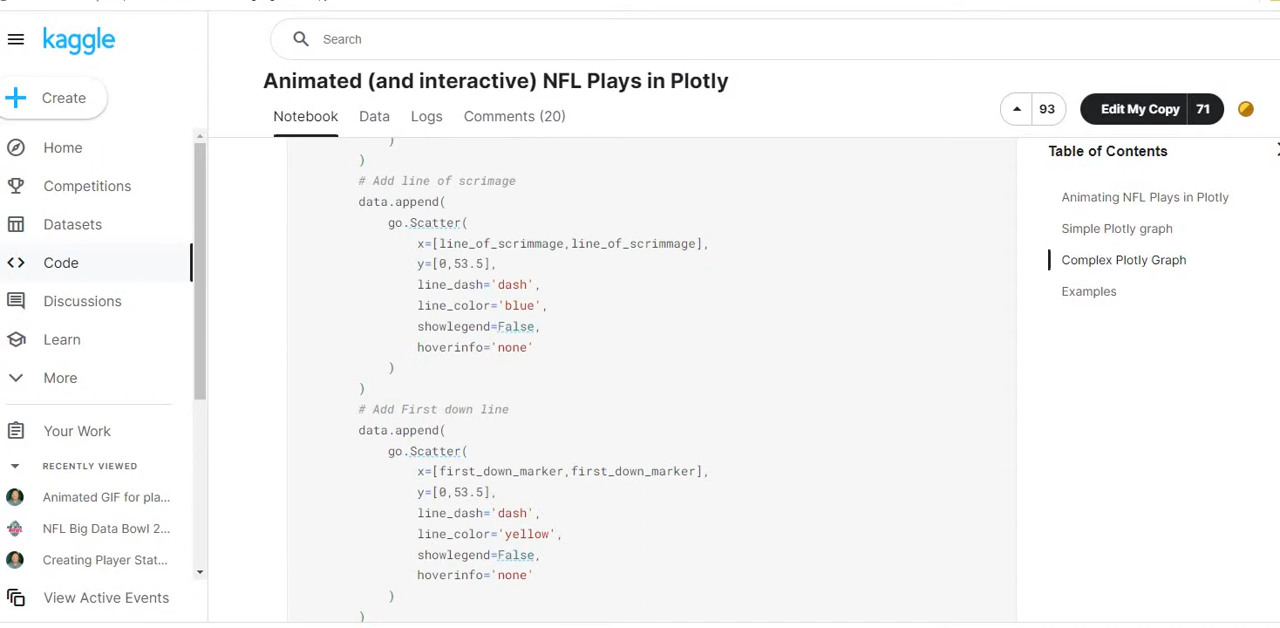 kaggle
Search
Animated (and interactive) NFL Plays in Plotly
Create
Notebook
Data
Logs
Comments (20)
93
Edit My Copy
71
Home
Competitions
Datasets
Code
Discussions
Learn
More
Your Work
RECENTLY VIEWED
Animated GIF for pla...
NFL Big Data Bowl 2...
Creating Player Stat...
View Active Events
)
)
# Add line of scrimage
data.append(
go.Scatter(
x=[line_of_scrimmage,line_of_scrimmage],
y=[0,53.5],
line_dash='dash',
line_color='blue',
showlegend=False,
hoverinfo='none'
)
)
# Add First down line
data.append(
go.Scatter(
x=[first_down_marker,first_down_marker],
y=[0,53.5],
line_dash='dash',
line_color='yellow',
showlegend=False,
hoverinfo='none'
)
)
Table of Contents
Animating NFL Plays in Plotly
Simple Plotly graph
Complex Plotly Graph
Examples